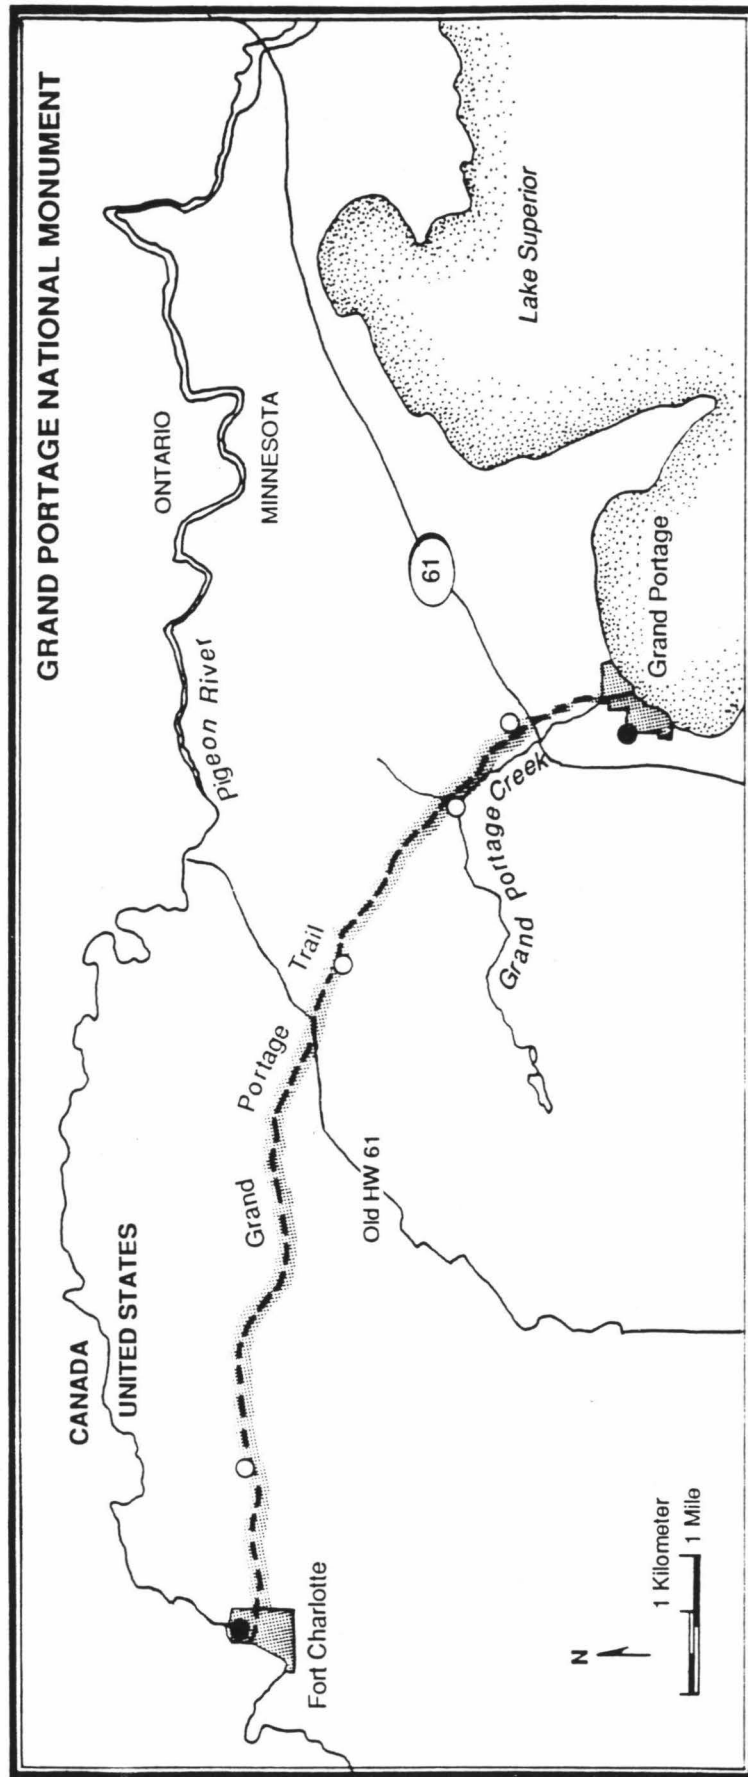 GRAND PORTAGE NATIONAL MONUMENT
CANADA
UNITED STATES
ONTARIO
MINNESOTA
Pigeon River
Grand Portage Trail
Fort Charlotte
Old HW 61
61
Grand Portage Creek
Lake Superior
Grand Portage
N
1 Kilometer
1 Mile